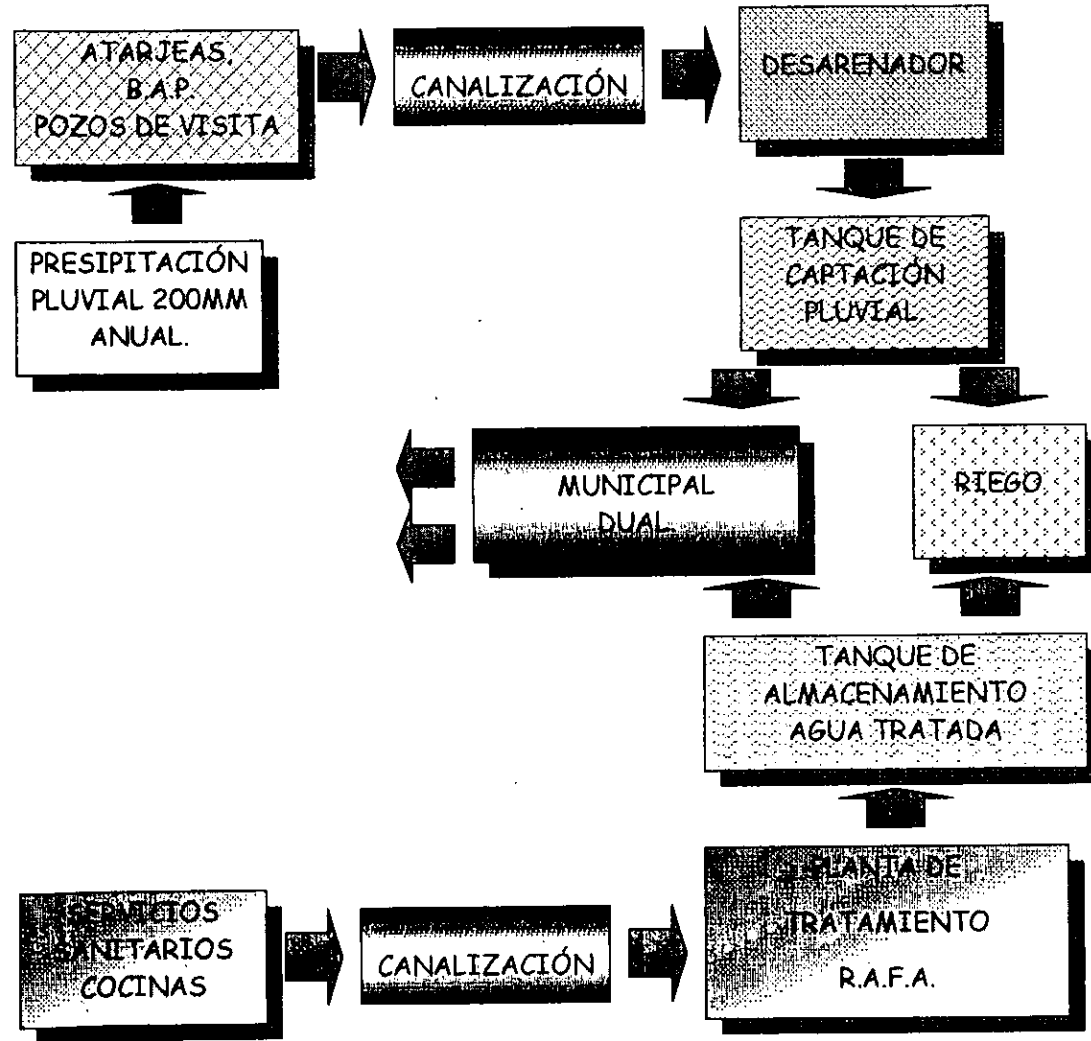 ATARJEAS,
B.A.P.
POZOS DE VISITA
CANALIZACIÓN
DESARENADOR
PRESIPITACIÓN
PLUVIAL 200MM
ANUAL.
TANQUE DE
CAPTACIÓN
PLUVIAL
MUNICIPAL
DUAL
RIEGO
TANQUE DE
ALMACENAMIENTO
AGUA TRATADA
SERVICIOS
SANITARIOS
COCINAS
CANALIZACIÓN
PLANTA DE
TRATAMIENTO
R.A.F.A.